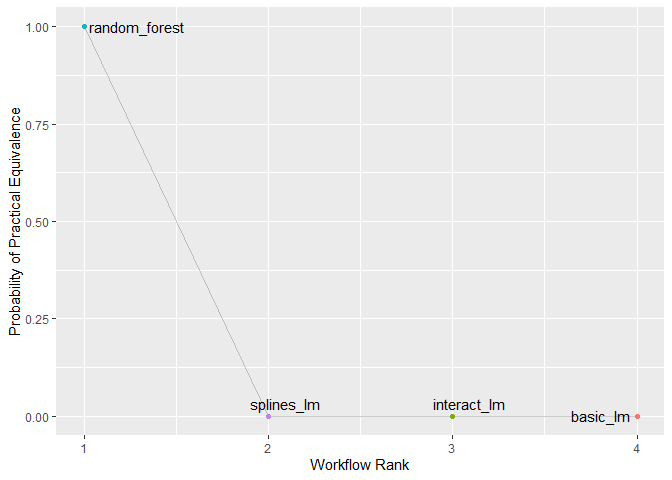 1.00
random_forest
0.75
0.50
0.25
0.00
splines_lm
interact_lm
basic_lm
1
2
3
4
Workflow Rank
Probability of Practical Equivalence